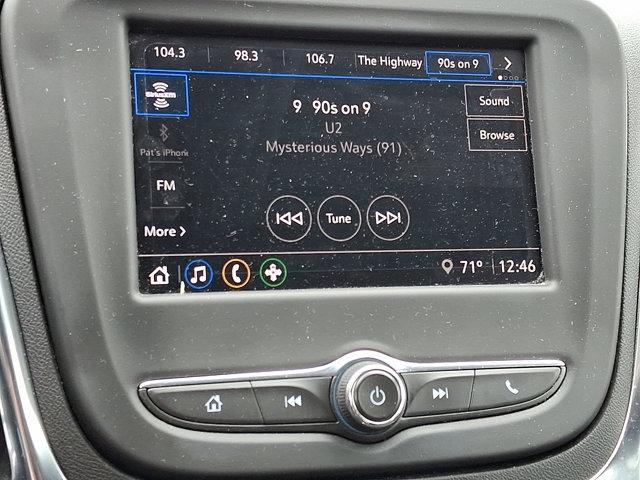 104.3 98.3 106.7 The Highway 90s on 9
SiriusXM
9 90s on 9
Sound
U2
Browse
Mysterious Ways (91)
Pat's iPhone
FM
Tune
More
71° 12:46